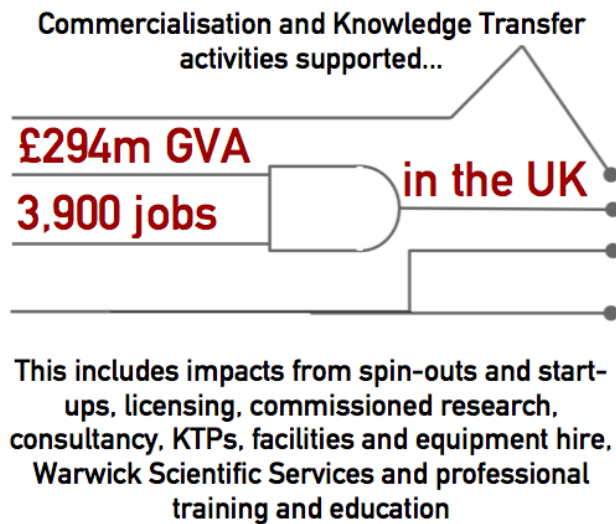 Commercialisation and Knowledge Transfer
activities supported...
£294m GVA
3,900 jobs
in the UK
This includes impacts from spin-outs and start-
ups, licensing, commissioned research,
consultancy, KTPs, facilities and equipment hire,
Warwick Scientific Services and professional
training and education